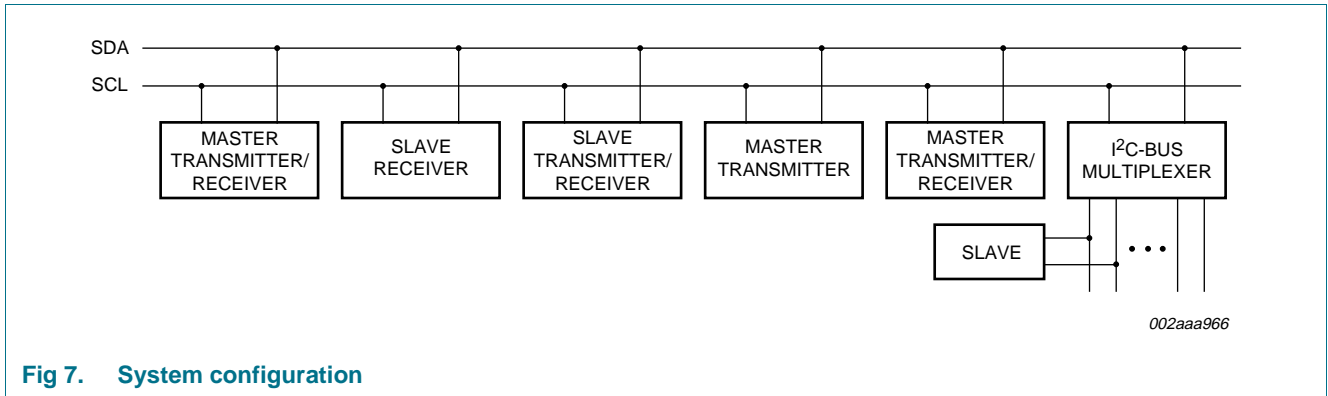 SDA
SCL
MASTER
TRANSMITTER/
RECEIVER
SLAVE
RECEIVER
SLAVE
TRANSMITTER/
RECEIVER
MASTER
TRANSMITTER
MASTER
TRANSMITTER/
RECEIVER
I²C-BUS
MULTIPLEXER
SLAVE
002aaa966
Fig 7. System configuration